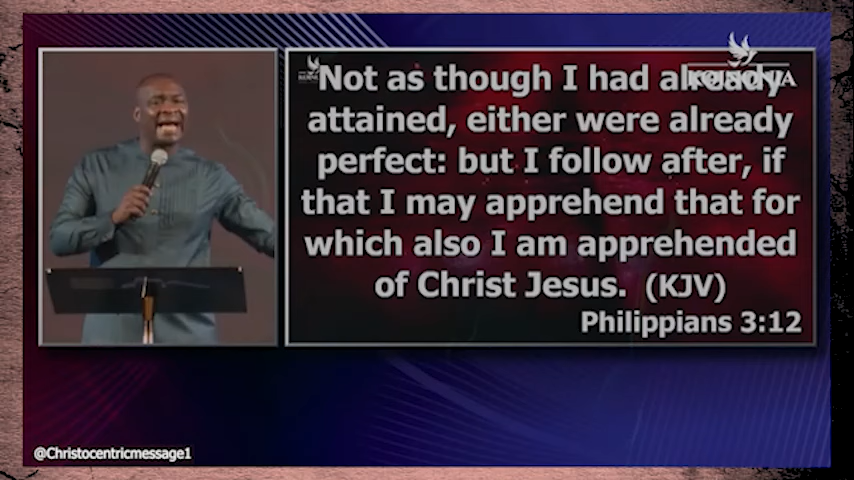 Not as though I had already
attained, either were already
perfect: but I follow after, if
that I may apprehend that for
which also I am apprehended
of Christ Jesus. (KJV)
Philippians 3:12
KOINONIA
@Christocentricmessage1